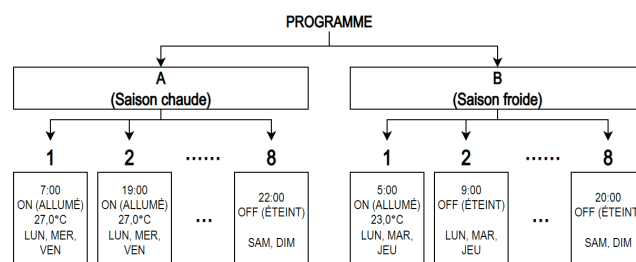 PROGRAMME
A
(Saison chaude)
B
(Saison froide)
1
2
......
8
1
2
......
8
7:00
ON (ALLUMÉ)
27,0°C
LUN, MER,
VEN
19:00
ON (ALLUMÉ)
27,0°C
LUN, MER,
VEN
...
22:00
OFF (ÉTEINT)
SAM, DIM
5:00
ON (ALLUMÉ)
23,0°C
LUN, MAR,
JEU
9:00
OFF (ÉTEINT)
LUN, MAR,
JEU
...
20:00
OFF (ÉTEINT)
SAM, DIM